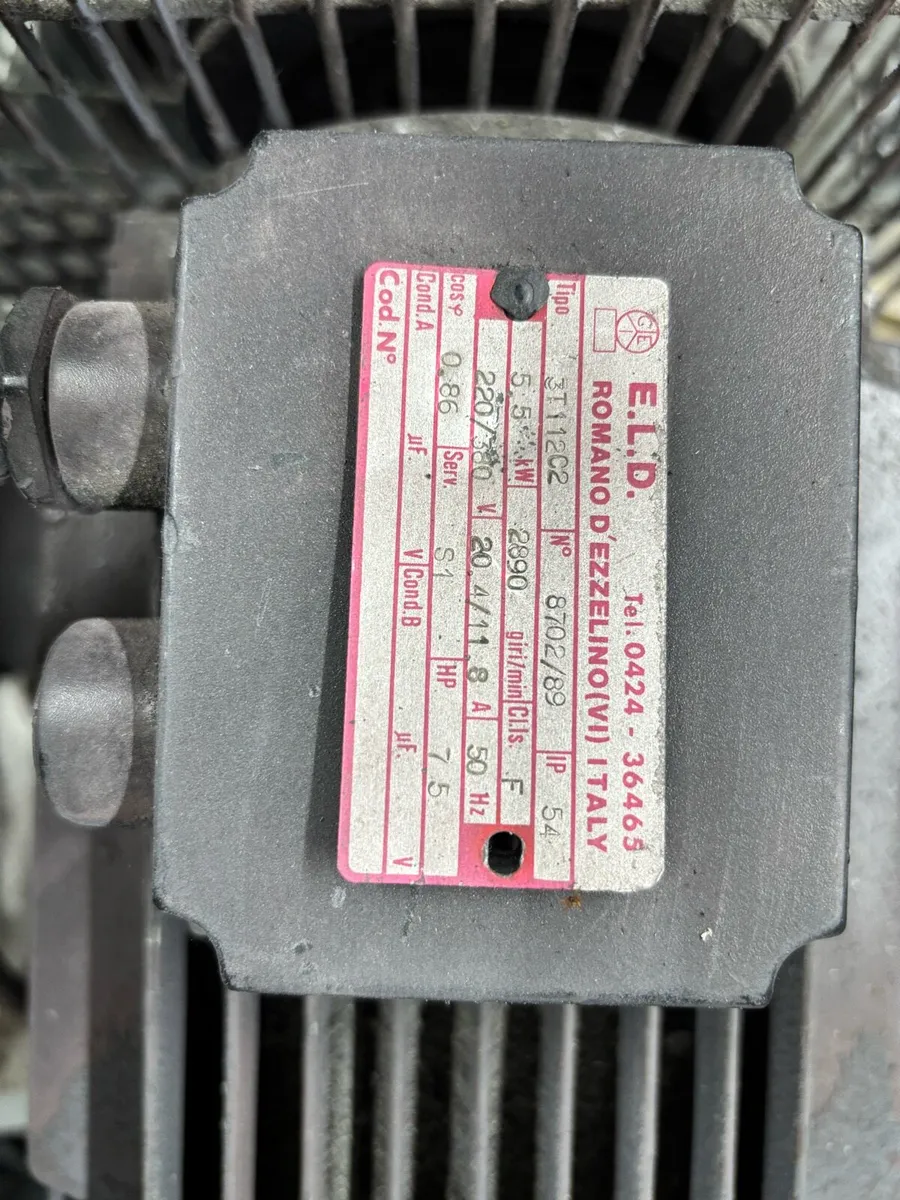 E.L.D. Tel. 0424 - 36465
ROMANO D'EZZELINO (VI) ITALY
Tipo 3T112C2 N° 8702/89 IP 54
5,5 kW 2890 giri/min Cl.Is. F
220/380 V 20,4/11,8 A 50 Hz
cosφ 0,86 Serv. S1 HP 7,5
Cond.A µF. V Cond.B µF. V
Cod.N°